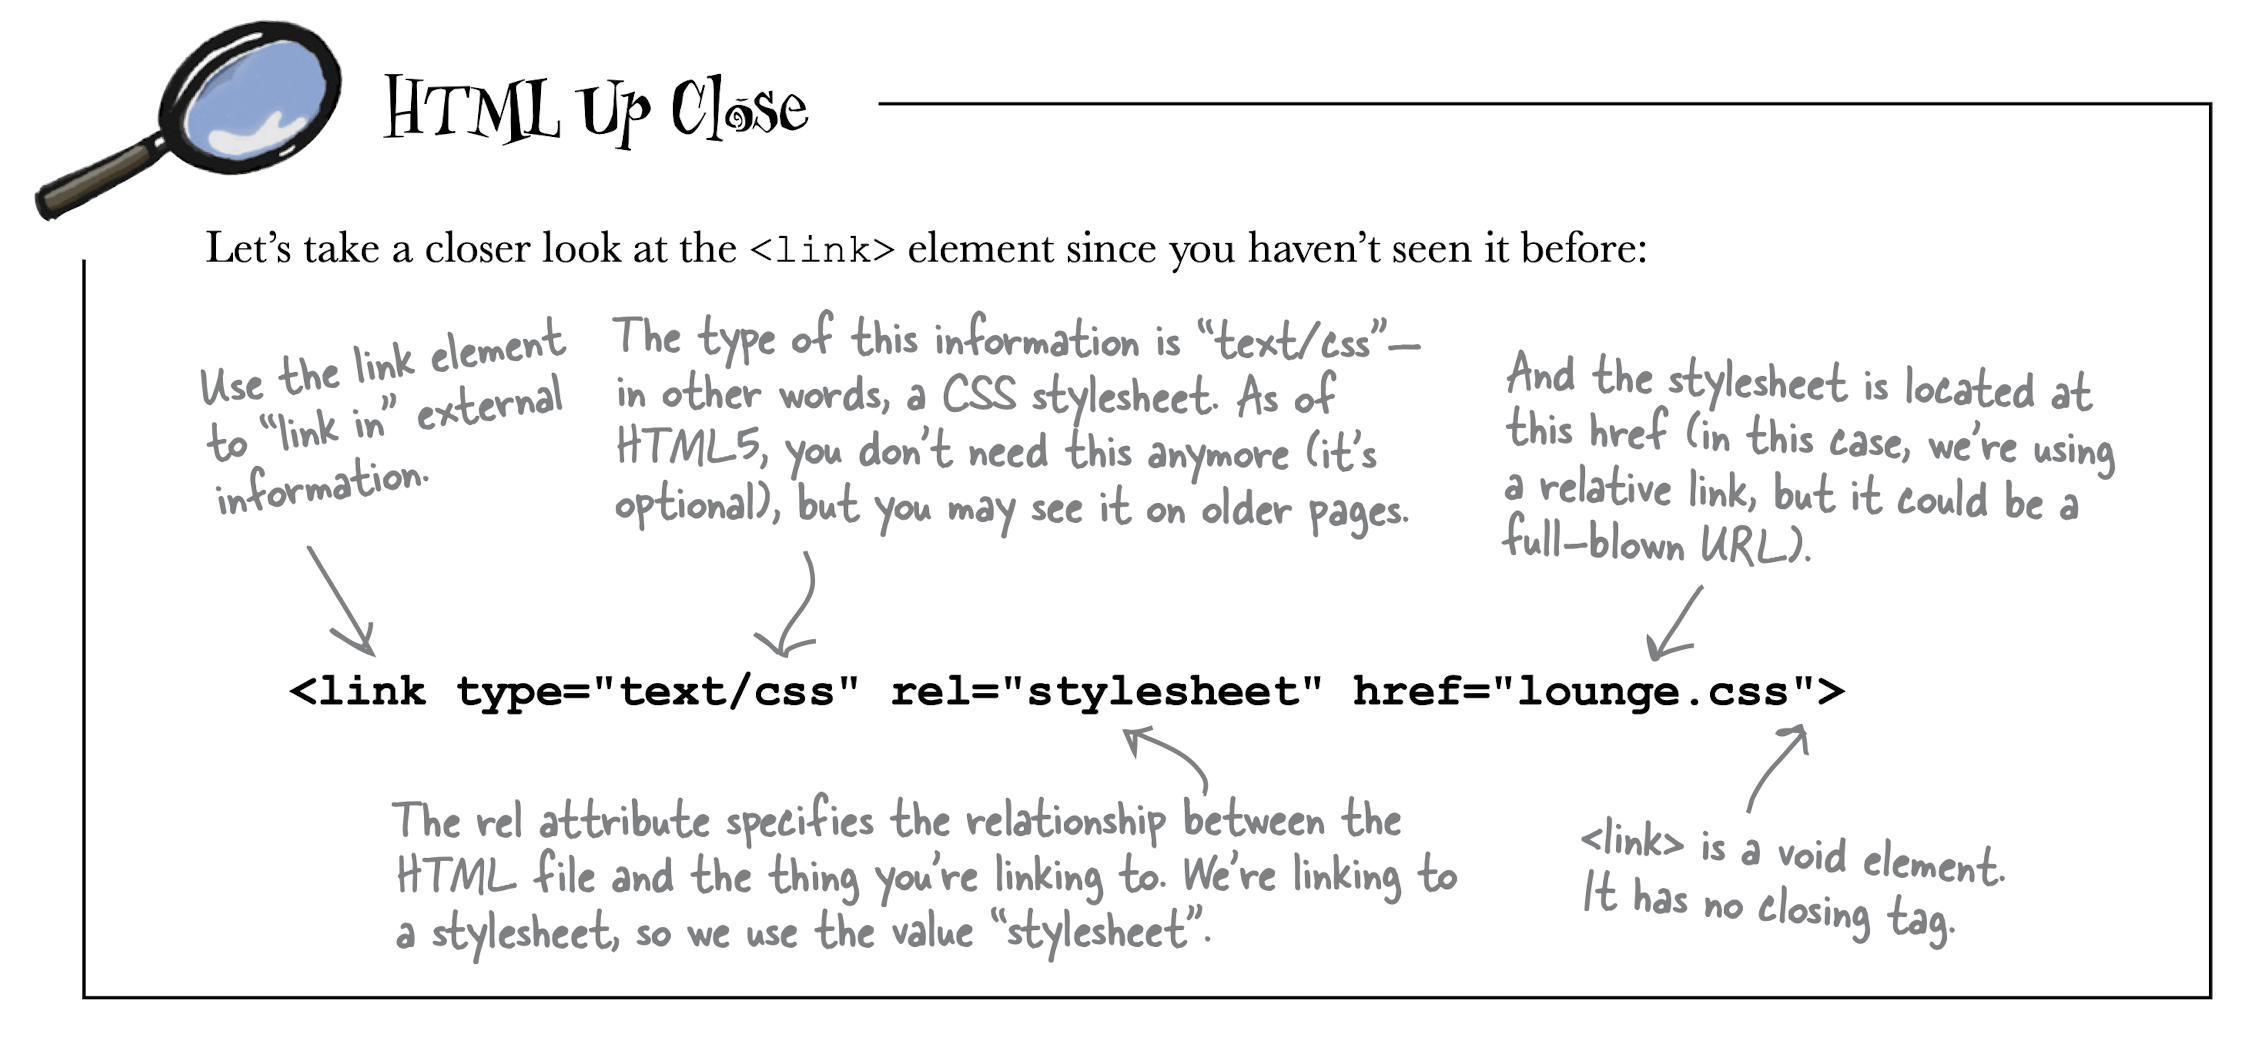 HTML Up Close
Let’s take a closer look at the <link> element since you haven’t seen it before:
Use the link element
to “link in” external
information.
The type of this information is “text/css”—
in other words, a CSS stylesheet. As of
HTML5, you don’t need this anymore (it’s
optional), but you may see it on older pages.
And the stylesheet is located at
this href (in this case, we’re using
a relative link, but it could be a
full-blown URL).
<link type="text/css" rel="stylesheet" href="lounge.css">
The rel attribute specifies the relationship between the
HTML file and the thing you’re linking to. We’re linking to
a stylesheet, so we use the value “stylesheet”.
<link> is a void element.
It has no closing tag.